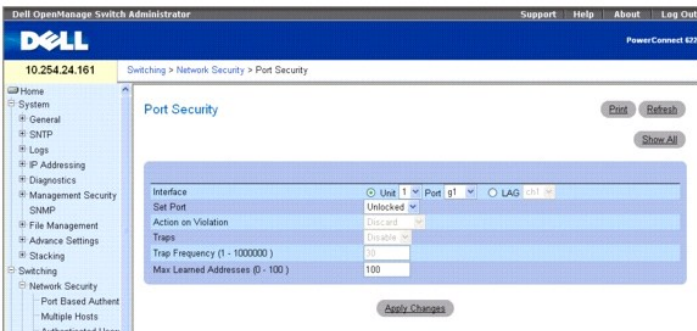 Dell OpenManage Switch Administrator
Support Help About Log Out
DELL
PowerConnect 622
10.254.24.161
Switching > Network Security > Port Security
Home
System
General
SNTP
Logs
IP Addressing
Diagnostics
Management Security
SNMP
File Management
Advance Settings
Stacking
Switching
Network Security
Port Based Authent
Multiple Hosts
Authenticated User
Port Security
Print Refresh
Show All
Interface Unit 1 Port g1 LAG ch1
Set Port Unlocked
Action on Violation Discard
Traps Disable
Trap Frequency (1 - 1000000 ) 30
Max Learned Addresses (0 - 100 ) 100
Apply Changes